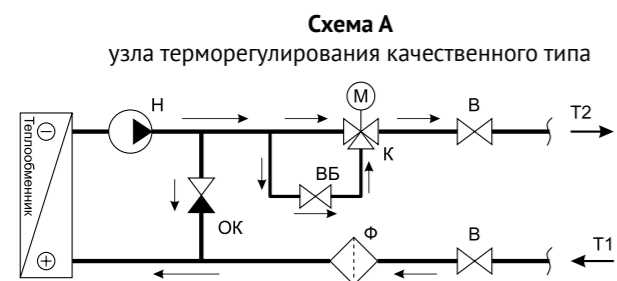 Схема А
узла терморегулирования качественного типа
Теплообменник
Н
М
В
Т2
К
ВБ
ОК
Ф
В
Т1